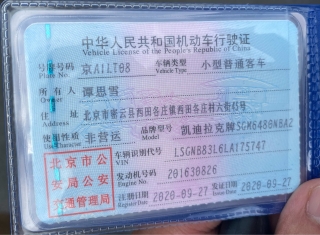 中华人民共和国机动车行驶证
Vehicle License of the People's Republic of China
号牌号码 京A1LT08 车辆类型 小型普通客车
Plate No. Vehicle Type
所有人 谭恩雪
Owner
住址 北京市密云县西田各庄镇西田各庄村六街41号
Address
使用性质 非营运 品牌型号 凯迪拉克牌SGM6480NBA2
Use Character Model
北京市公安局公安交通管理局
车辆识别代号 LSGNB83L6LA175747
VIN
发动机号码 201630826
Engine No.
注册日期 2020-09-27 发证日期 2020-09-27
Register Date Issue Date